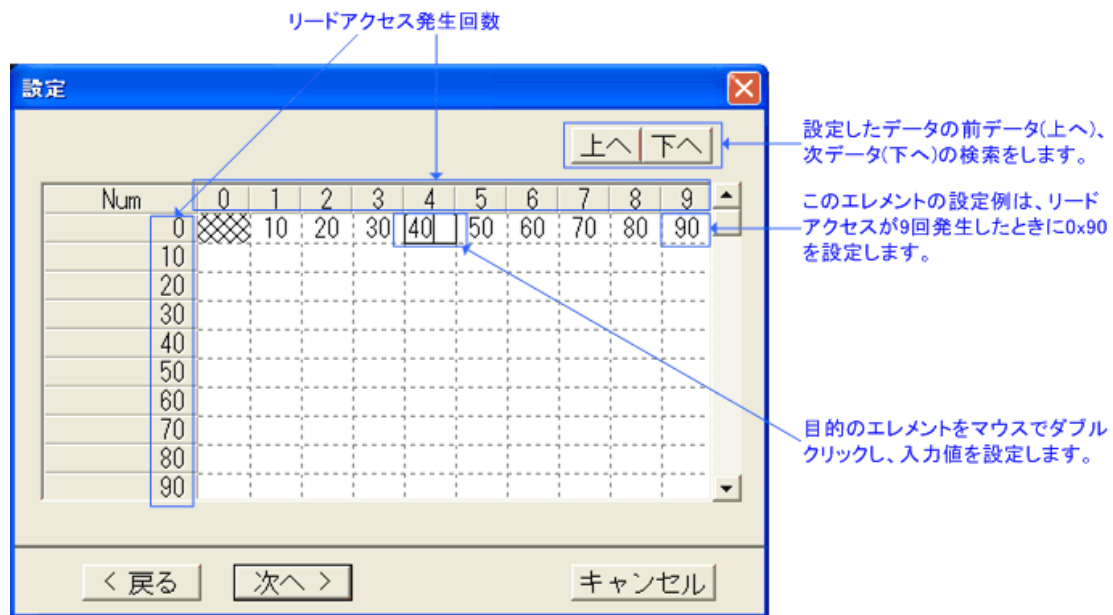 リードアクセス発生回数
設定
上へ 下へ
設定したデータの前データ(上へ)、
次データ(下へ)の検索をします。
Num 0 1 2 3 4 5 6 7 8 9
0 10 20 30 40 50 60 70 80 90
10
20
30
40
50
60
70
80
90
このエレメントの設定例は、リード
アクセスが9回発生したときに0x90
を設定します。
目的のエレメントをマウスでダブル
クリックし、入力値を設定します。
< 戻る 次へ > キャンセル